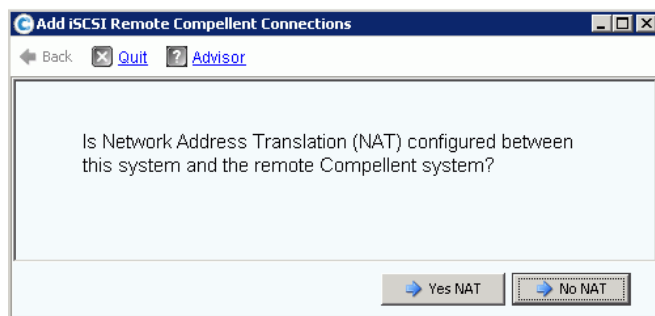 Add iSCSI Remote Compellent Connections
Back Quit ? Advisor
Is Network Address Translation (NAT) configured between
this system and the remote Compellent system?
Yes NAT No NAT